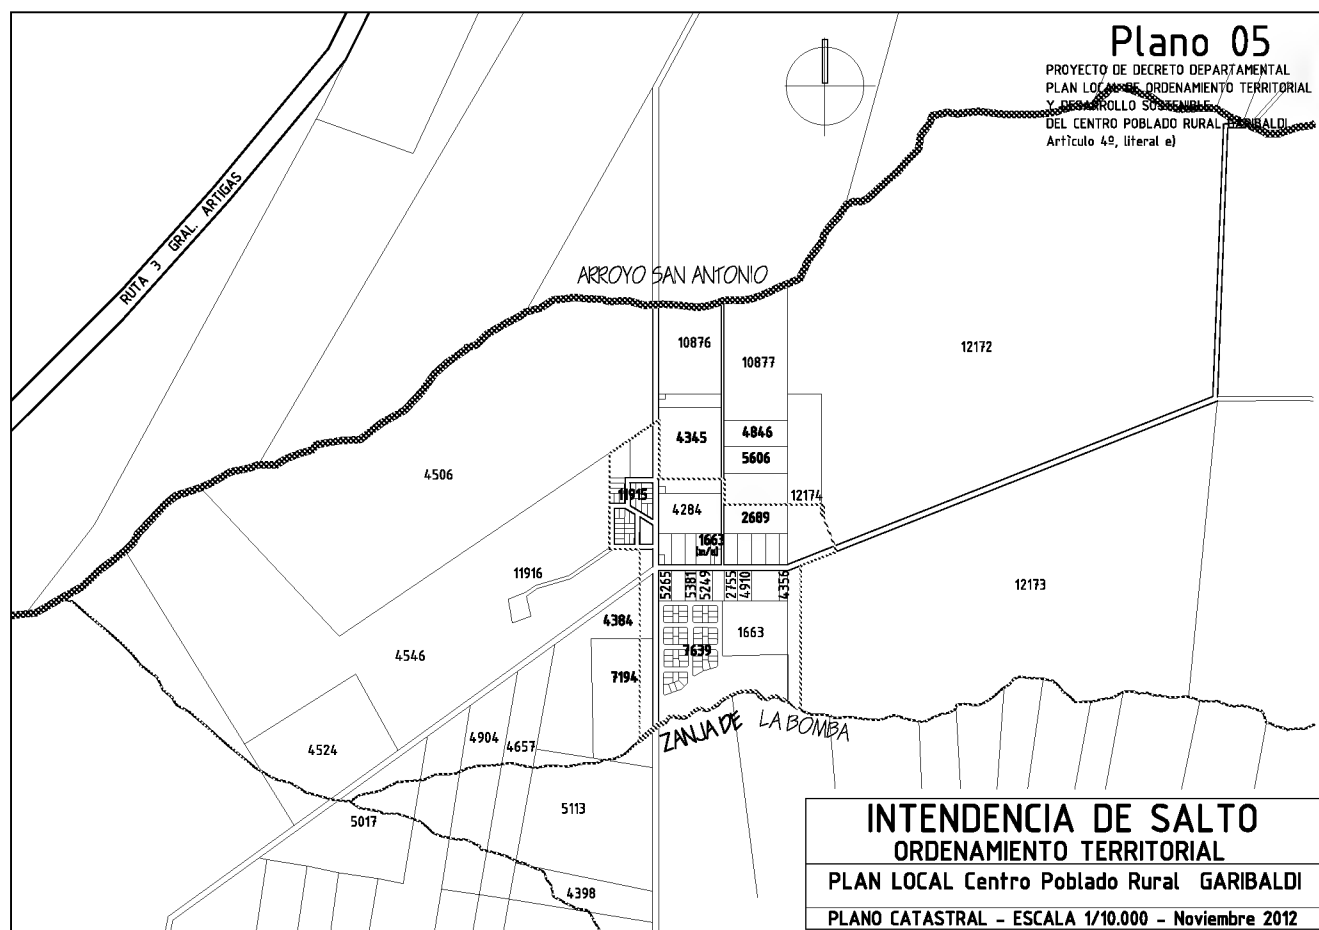 Plano 05
PROYECTO DE DECRETO DEPARTAMENTAL
PLAN LOCAL DE ORDENAMIENTO TERRITORIAL
Y DESARROLLO SOSTENIBLE
DEL CENTRO POBLADO RURAL GARIBALDI
Artìculo 4º, literal e)
RUTA 3 GRAL. ARTIGAS
ARROYO SAN ANTONIO
10876
10877
12172
4345
4846
5606
4506
11915
12174
4284
2689
1663
(m/n)
11916
5265
5381
5249
2755
4910
4356
12173
4384
1663
7639
4546
7194
ZANJA DE LA BOMBA
4904
4657
4524
5113
5017
4398
INTENDENCIA DE SALTO
ORDENAMIENTO TERRITORIAL
PLAN LOCAL Centro Poblado Rural GARIBALDI
PLANO CATASTRAL - ESCALA 1/10.000 - Noviembre 2012